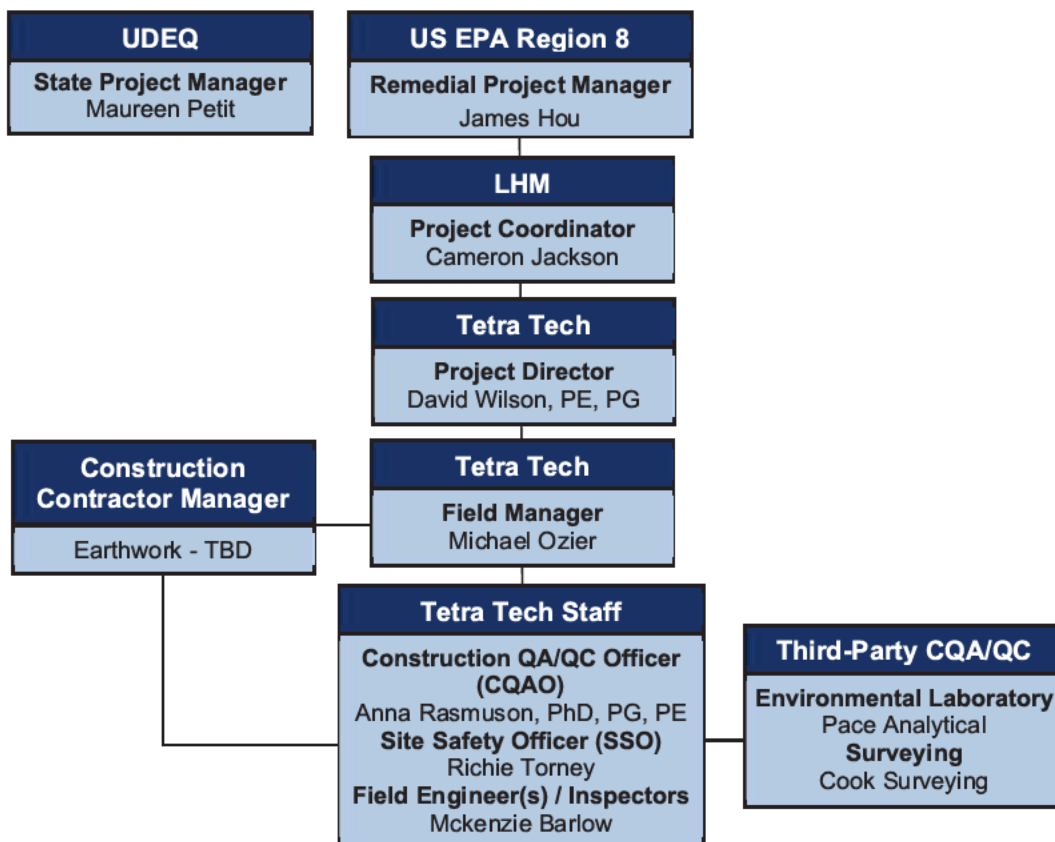 UDEQ
State Project Manager
Maureen Petit
US EPA Region 8
Remedial Project Manager
James Hou
LHM
Project Coordinator
Cameron Jackson
Tetra Tech
Project Director
David Wilson, PE, PG
Construction
Contractor Manager
Earthwork - TBD
Tetra Tech
Field Manager
Michael Ozier
Tetra Tech Staff
Construction QA/QC Officer
(CQAO)
Anna Rasmuson, PhD, PG, PE
Site Safety Officer (SSO)
Richie Torney
Field Engineer(s) / Inspectors
Mckenzie Barlow
Third-Party CQA/QC
Environmental Laboratory
Pace Analytical
Surveying
Cook Surveying